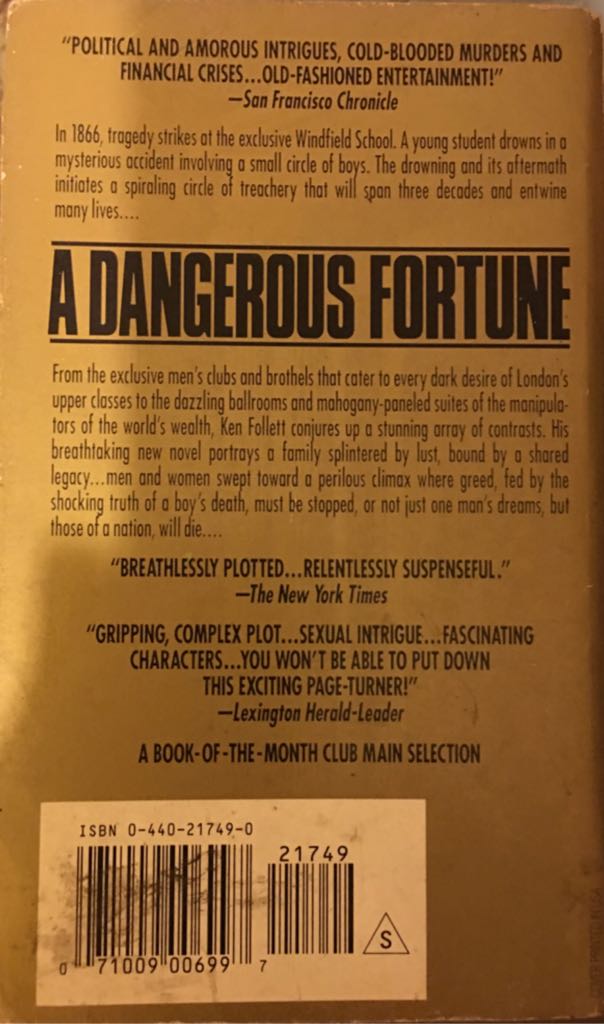 "POLITICAL AND AMOROUS INTRIGUES, COLD-BLOODED MURDERS AND
FINANCIAL CRISES...OLD-FASHIONED ENTERTAINMENT!"
—San Francisco Chronicle
In 1866, tragedy strikes at the exclusive Windfield School. A young student drowns in a
mysterious accident involving a small circle of boys. The drowning and its aftermath
initiates a spiraling circle of treachery that will span three decades and entwine
many lives....
A DANGEROUS FORTUNE
From the exclusive men's clubs and brothels that cater to every dark desire of London's
upper classes to the dazzling ballrooms and mahogany-paneled suites of the manipula-
tors of the world's wealth, Ken Follett conjures up a stunning array of contrasts. His
breathtaking new novel portrays a family splintered by lust, bound by a shared
legacy...men and women swept toward a perilous climax where greed, fed by the
shocking truth of a boy's death, must be stopped, or not just one man's dreams, but
those of a nation, will die....
"BREATHLESSLY PLOTTED...RELENTLESSLY SUSPENSEFUL."
—The New York Times
"GRIPPING, COMPLEX PLOT...SEXUAL INTRIGUE...FASCINATING
CHARACTERS...YOU WON'T BE ABLE TO PUT DOWN
THIS EXCITING PAGE-TURNER!"
—Lexington Herald-Leader
A BOOK-OF-THE-MONTH CLUB MAIN SELECTION
ISBN 0-440-21749-0
21749
S
0 71009 00699 7
COVER PRINTED IN USA